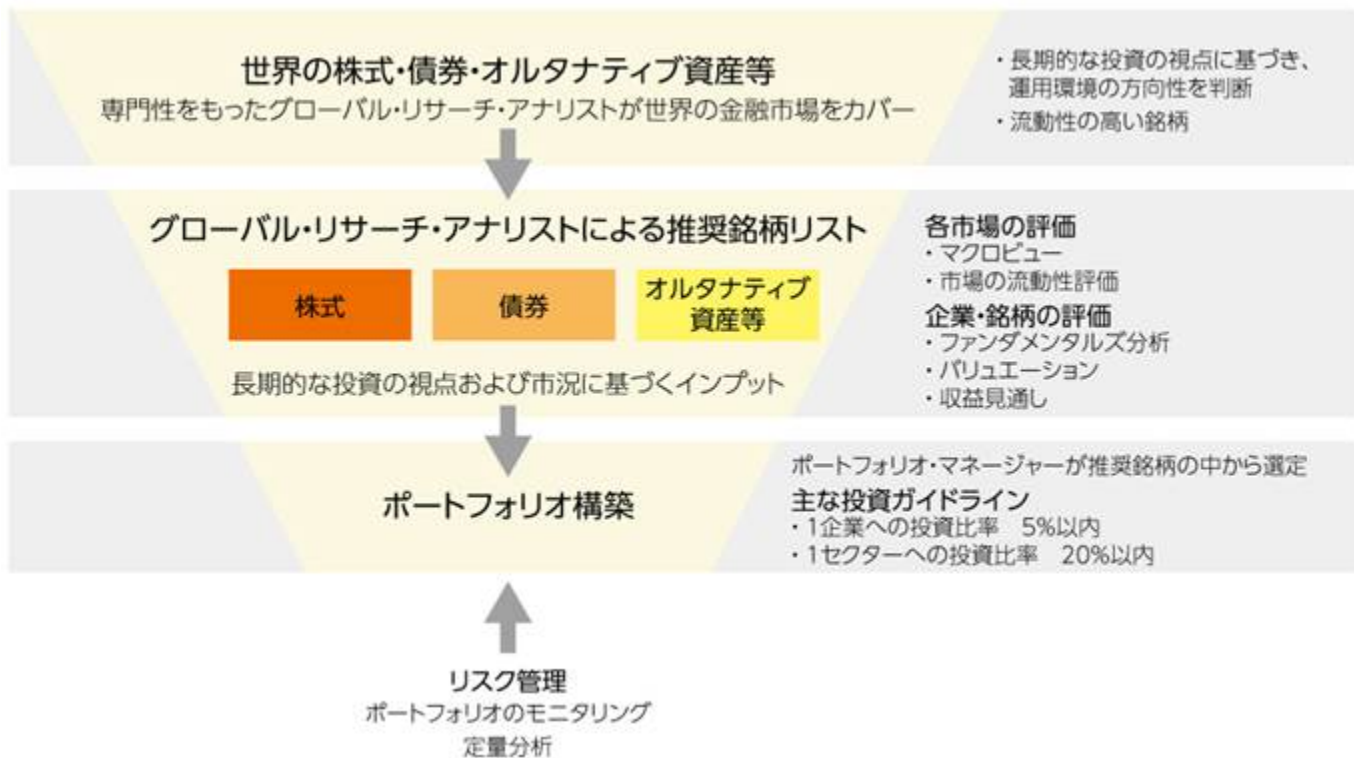 世界の株式・債券・オルタナティブ資産等
専門性をもったグローバル・リサーチ・アナリストが世界の金融市場をカバー
・長期的な投資の視点に基づき、
運用環境の方向性を判断
・流動性の高い銘柄
グローバル・リサーチ・アナリストによる推奨銘柄リスト
株式
債券
オルタナティブ
資産等
長期的な投資の視点および市況に基づくインプット
各市場の評価
・マクロビュー
・市場の流動性評価
企業・銘柄の評価
・ファンダメンタルズ分析
・バリュエーション
・収益見通し
ポートフォリオ構築
ポートフォリオ・マネージャーが推奨銘柄の中から選定
主な投資ガイドライン
・1企業への投資比率　5%以内
・1セクターへの投資比率　20%以内
リスク管理
ポートフォリオのモニタリング
定量分析